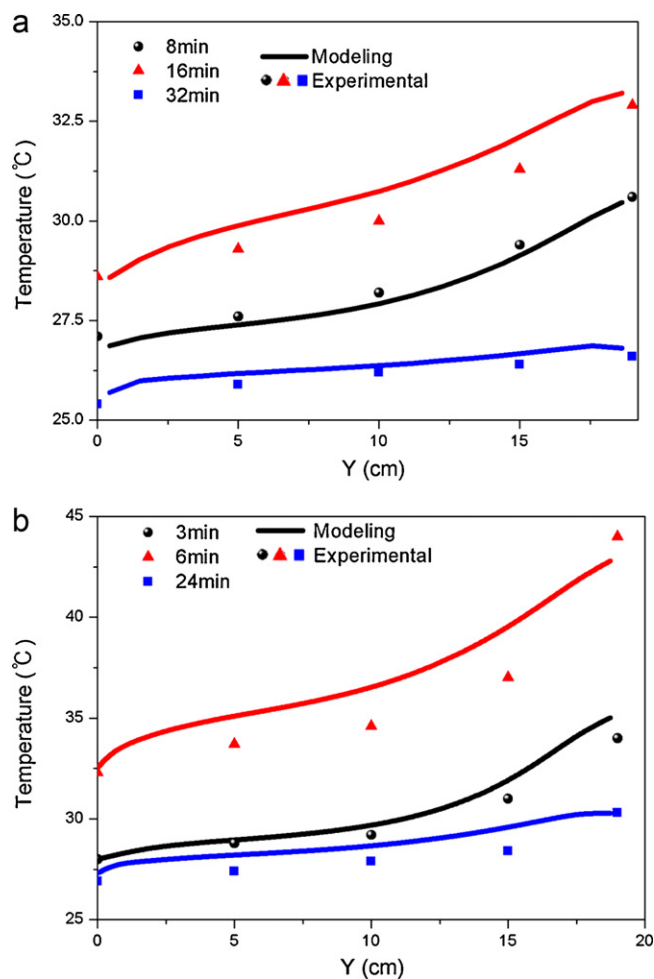 a
35.0
32.5
30.0
27.5
25.0
Temperature (℃)
8min
16min
32min
Modeling
Experimental
0
5
10
15
Y (cm)
b
45
40
35
30
25
Temperature (℃)
3min
6min
24min
Modeling
Experimental
0
5
10
15
20
Y (cm)